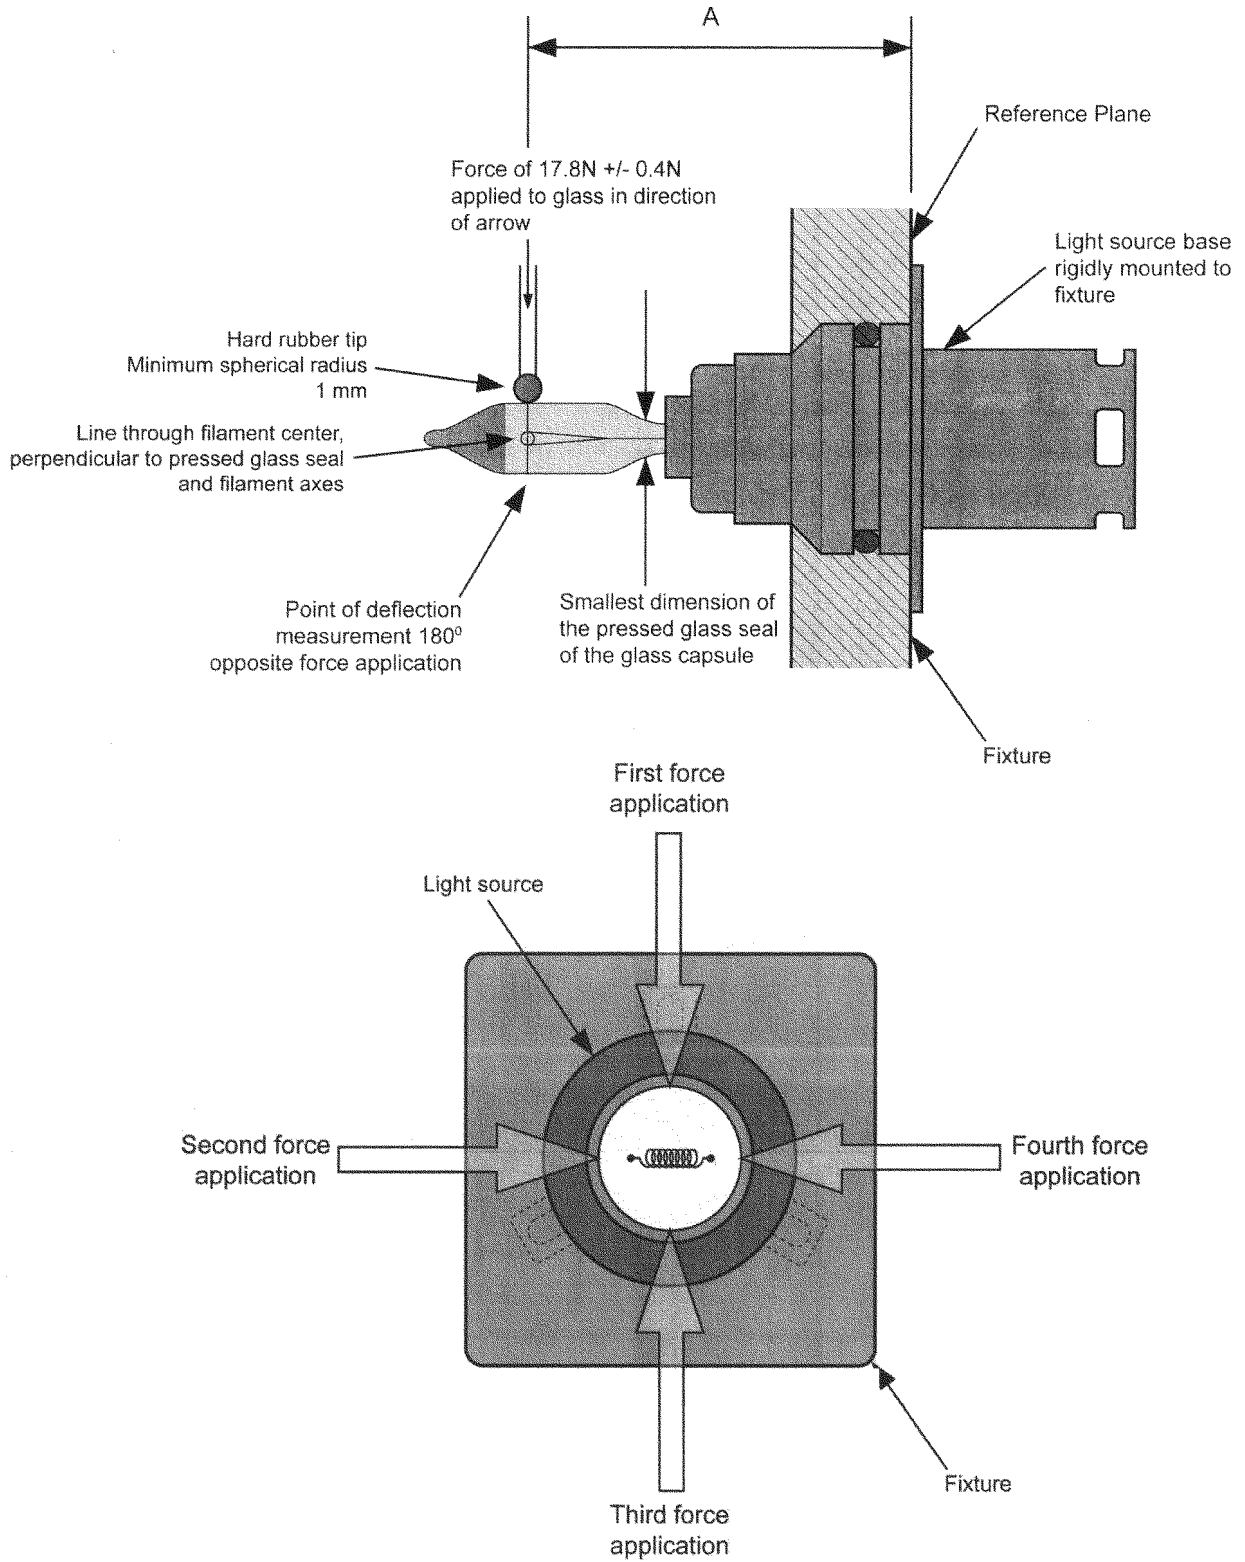 A
Reference Plane
Force of 17.8N +/- 0.4N
applied to glass in direction
of arrow
Light source base
rigidly mounted to
fixture
Hard rubber tip
Minimum spherical radius
1 mm
Line through filament center,
perpendicular to pressed glass seal
and filament axes
Point of deflection
measurement 180⁰
opposite force application
Smallest dimension of
the pressed glass seal
of the glass capsule
Fixture
First force
application
Light source
Second force
application
Fourth force
application
Fixture
Third force
application